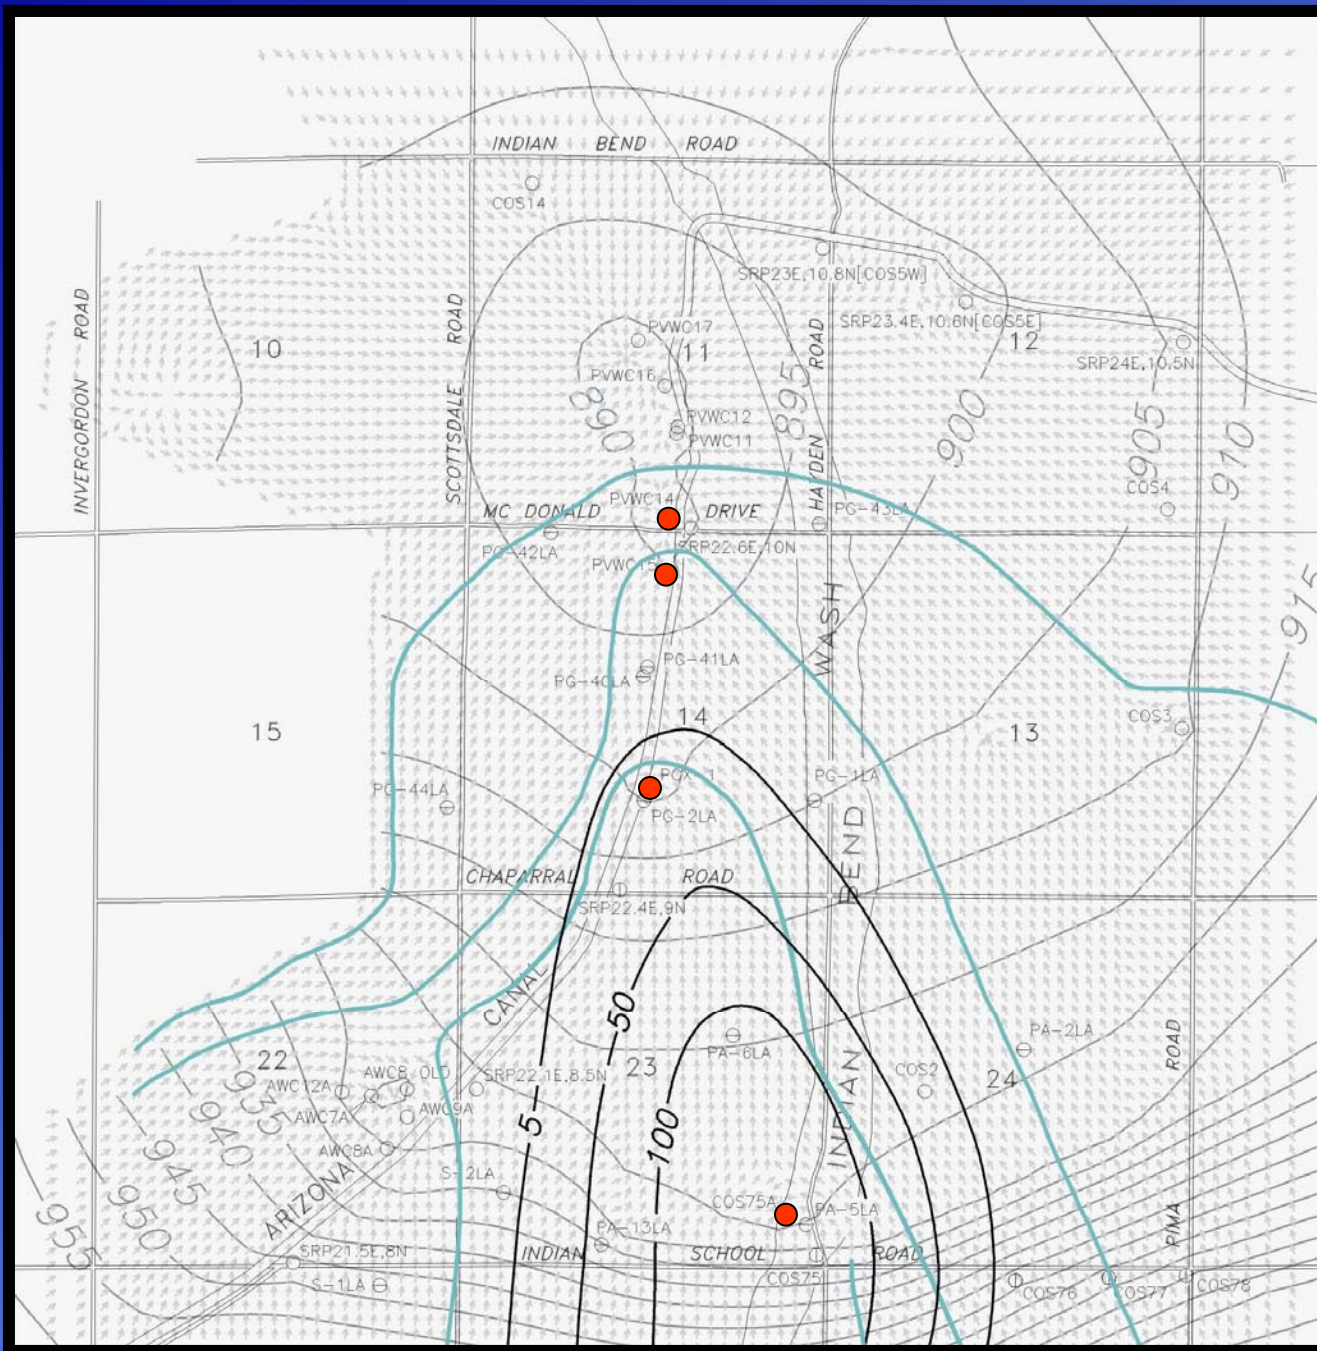 INDIAN BEND ROAD
COS14
SRP23E,10.8N[COS5W]
INVERGORDON ROAD
SCOTTSDALE ROAD
HAYDEN ROAD
SRP23.4E,10.6N[COS5E]
PVWC17
10
11
12
SRP24E,10.5N
PVWC16
890
895
900
905
910
PVWC12
PVWC11
COS4
PVWC14
MC DONALD DRIVE
PG-43LA
PG-42LA
SRP22.6E,10N
PVWC15
915
WASH
PG-41LA
PG-40LA
14
15
13
COS3
PG-44LA
PG-1LA
PG-2LA
BEND
CHAPARRAL ROAD
SRP22.4E,9N
CANAL
50
PA-6LA
PA-2LA
ROAD
22
23
24
AWC8 OLD
SRP22.1E,8.5N
COS2
AWC12A
AWC7A
AWC9A
935
940
945
950
955
5
100
INDIAN
AWC8A
ARIZONA
S-2LA
COS75A
PA-5LA
PIMA
PA-13LA
SRP21.5E,8N
INDIAN SCHOOL ROAD
S-1LA
COS75
COS76
COS77
COS78